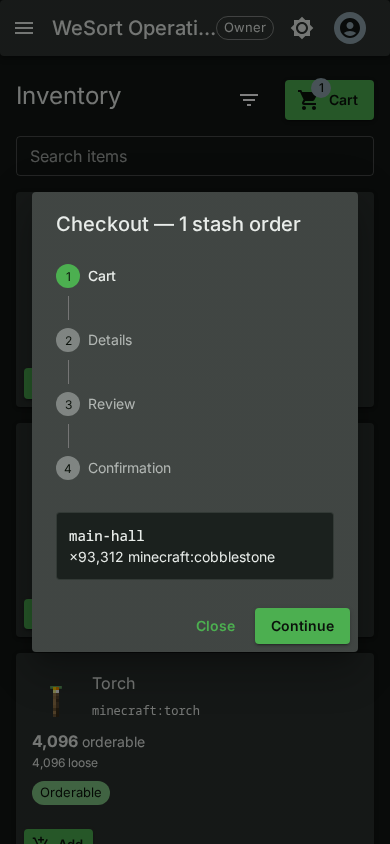 WeSort Operati...
Owner
Inventory
1
Cart
Search items
Checkout — 1 stash order
1 Cart
2 Details
3 Review
4 Confirmation
main-hall
×93,312 minecraft:cobblestone
Close
Continue
Torch
minecraft:torch
4,096 orderable
4,096 loose
Orderable
Add